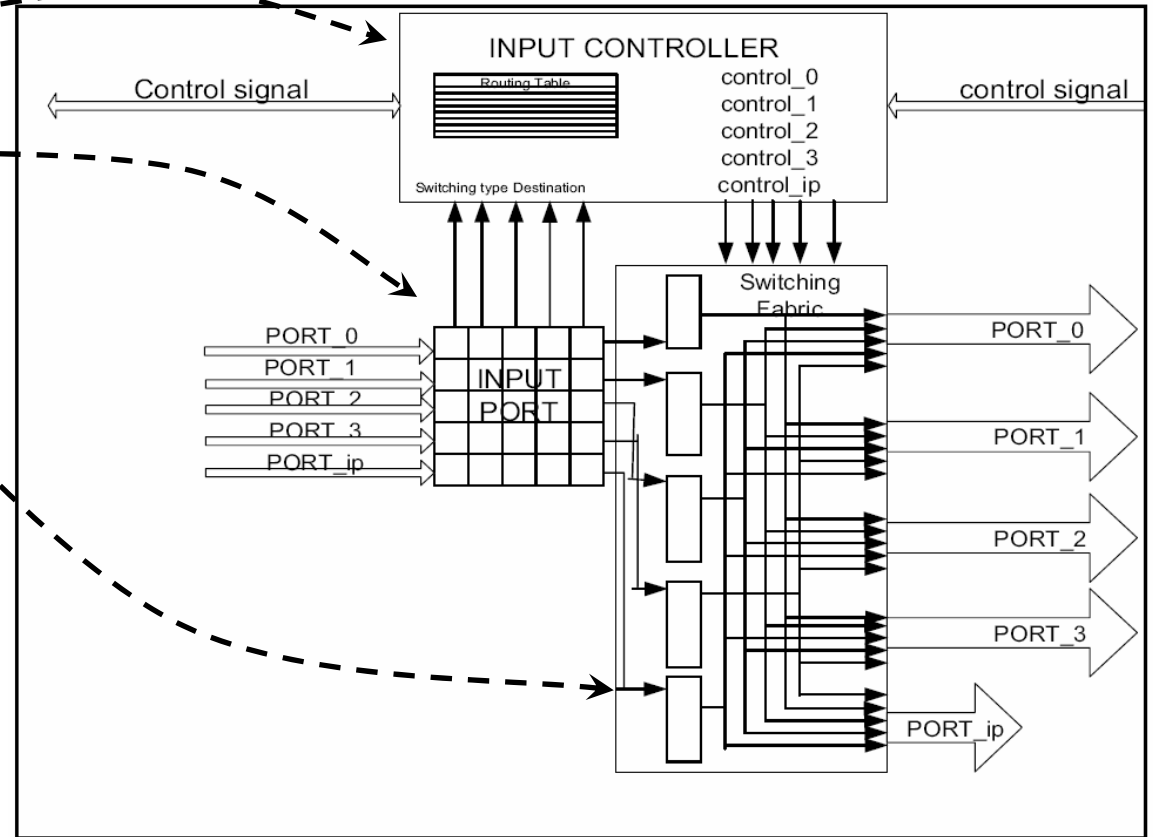 INPUT CONTROLLER
Routing Table
control_0
control_1
control_2
control_3
control_ip
Control signal
control signal
Switching type Destination
Switching
Fabric
PORT_0
PORT_1
PORT_2
PORT_3
PORT_ip
INPUT
PORT
PORT_0
PORT_1
PORT_2
PORT_3
PORT_ip